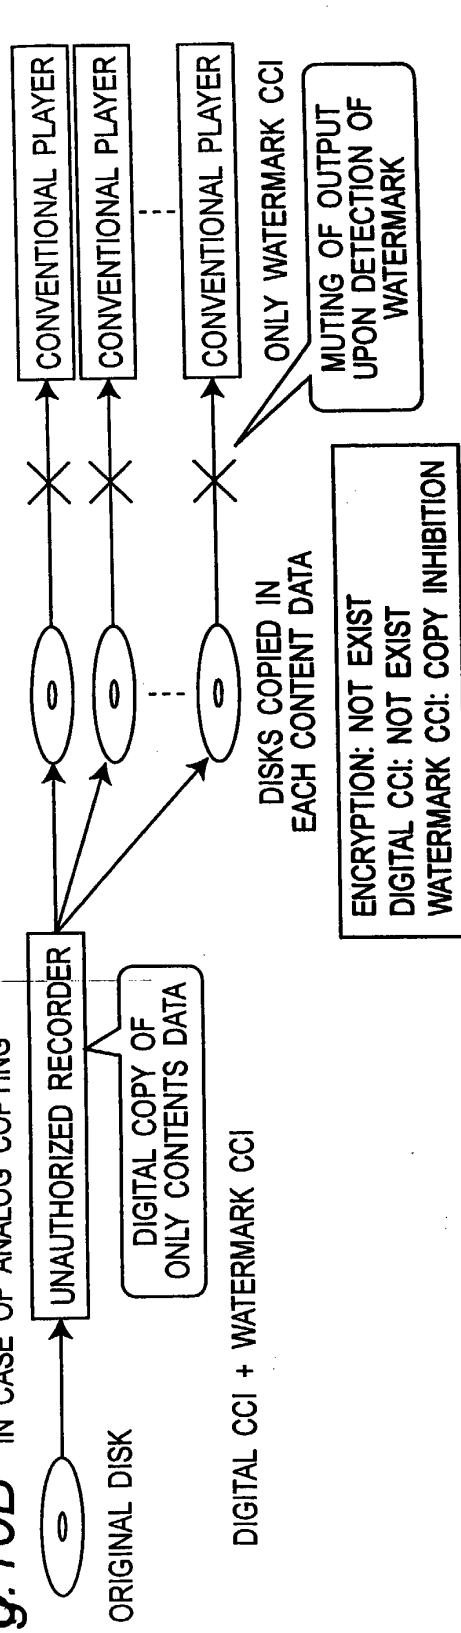 IN CASE OF ANALOG COPYING
ORIGINAL DISK
UNAUTHORIZED RECORDER
DIGITAL COPY OF
ONLY CONTENTS DATA
DIGITAL CCI + WATERMARK CCI
DISKS COPIED IN
EACH CONTENT DATA
CONVENTIONAL PLAYER
CONVENTIONAL PLAYER
CONVENTIONAL PLAYER
ONLY WATERMARK CCI
MUTING OF OUTPUT
UPON DETECTION OF
WATERMARK
ENCRYPTION: NOT EXIST
DIGITAL CCI: NOT EXIST
WATERMARK CCI: COPY INHIBITION